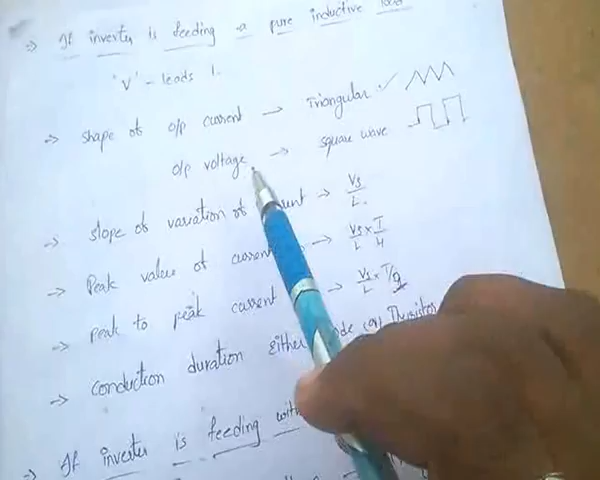 => If inverter is feeding a pure inductive load
'V' - leads I.
=> shape of o/p current → Triangular ✓
o/p voltage → square wave
=> slope of variation of → Vs/L.
=> Peak value of current → Vs/L × T/4
=> peak to peak current → Vs/L × T/2
=> conduction duration either (or) Thyristor
=> If inverter is feeding with